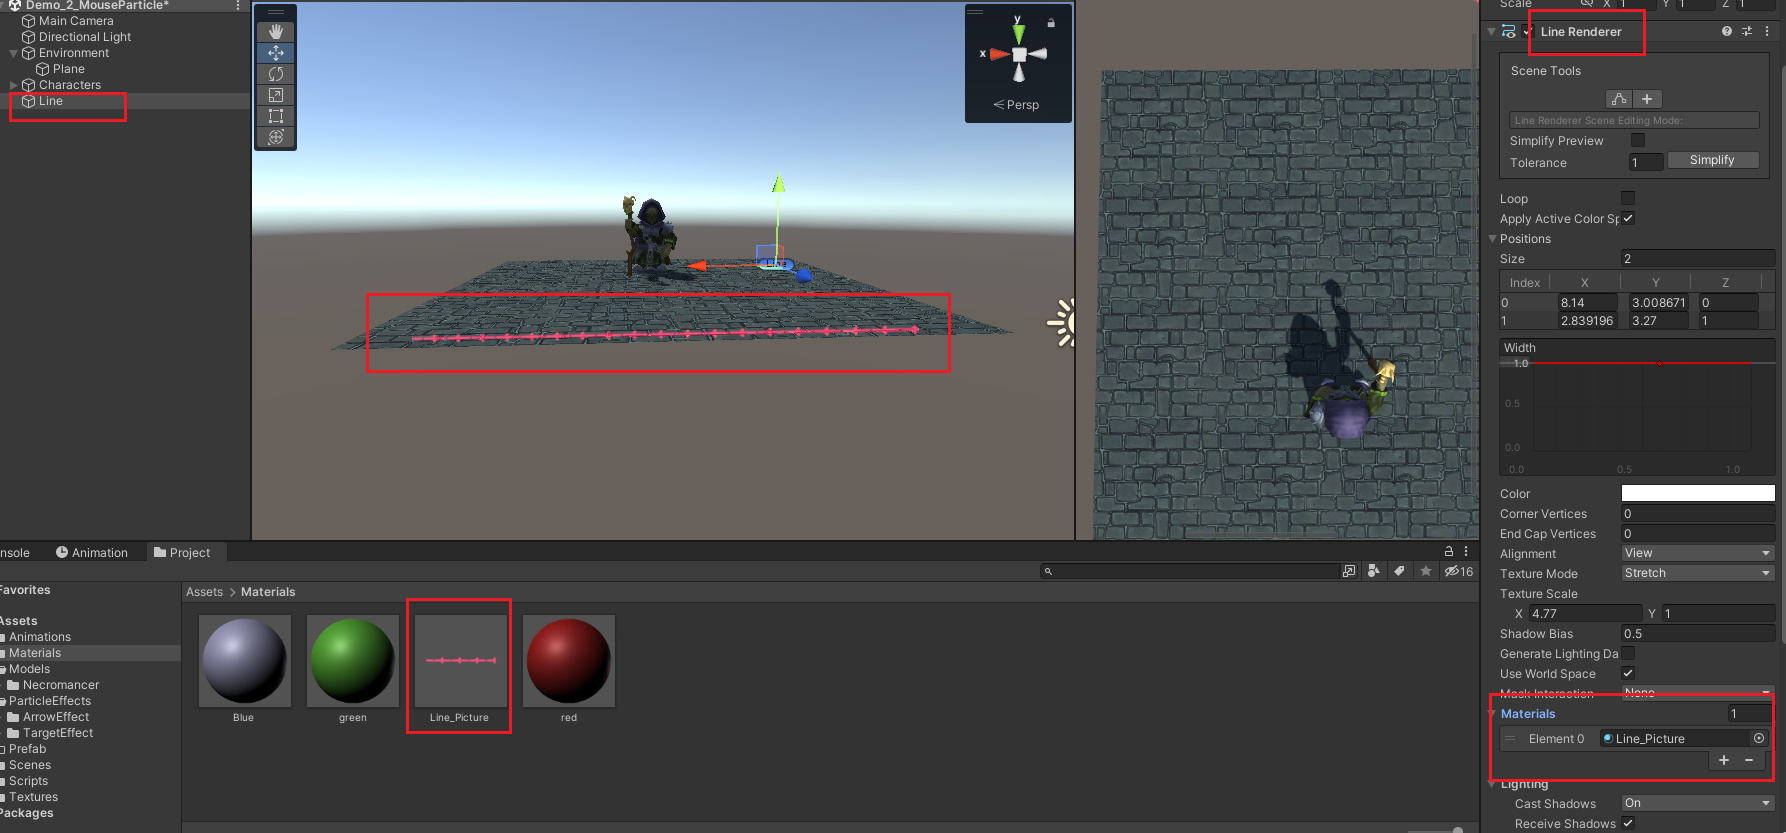 Demo_2_MouseParticle*
Main Camera
Directional Light
Environment
Plane
Characters
Line
y
x
Persp
Scale X 1 Y 1 Z 1
Line Renderer
Scene Tools
Line Renderer Scene Editing Mode:
Simplify Preview
Tolerance 1 Simplify
Loop
Apply Active Color Sp
Positions
Size 2
Index X Y Z
0 8.14 3.008671 0
1 2.839196 3.27 1
Width
1.0
0.5
0.0
0.0 0.5 1.0
Color
Corner Vertices 0
End Cap Vertices 0
Alignment View
Texture Mode Stretch
Texture Scale
X 4.77 Y 1
Shadow Bias 0.5
Generate Lighting Da
Use World Space
Mask Interaction None
Materials 1
Element 0 Line_Picture
Lighting
Cast Shadows On
Receive Shadows
nsole Animation Project
16
Favorites
Assets
Animations
Materials
Models
Necromancer
ParticleEffects
ArrowEffect
TargetEffect
Prefab
Scenes
Scripts
Textures
Packages
Assets > Materials
Blue green Line_Picture red